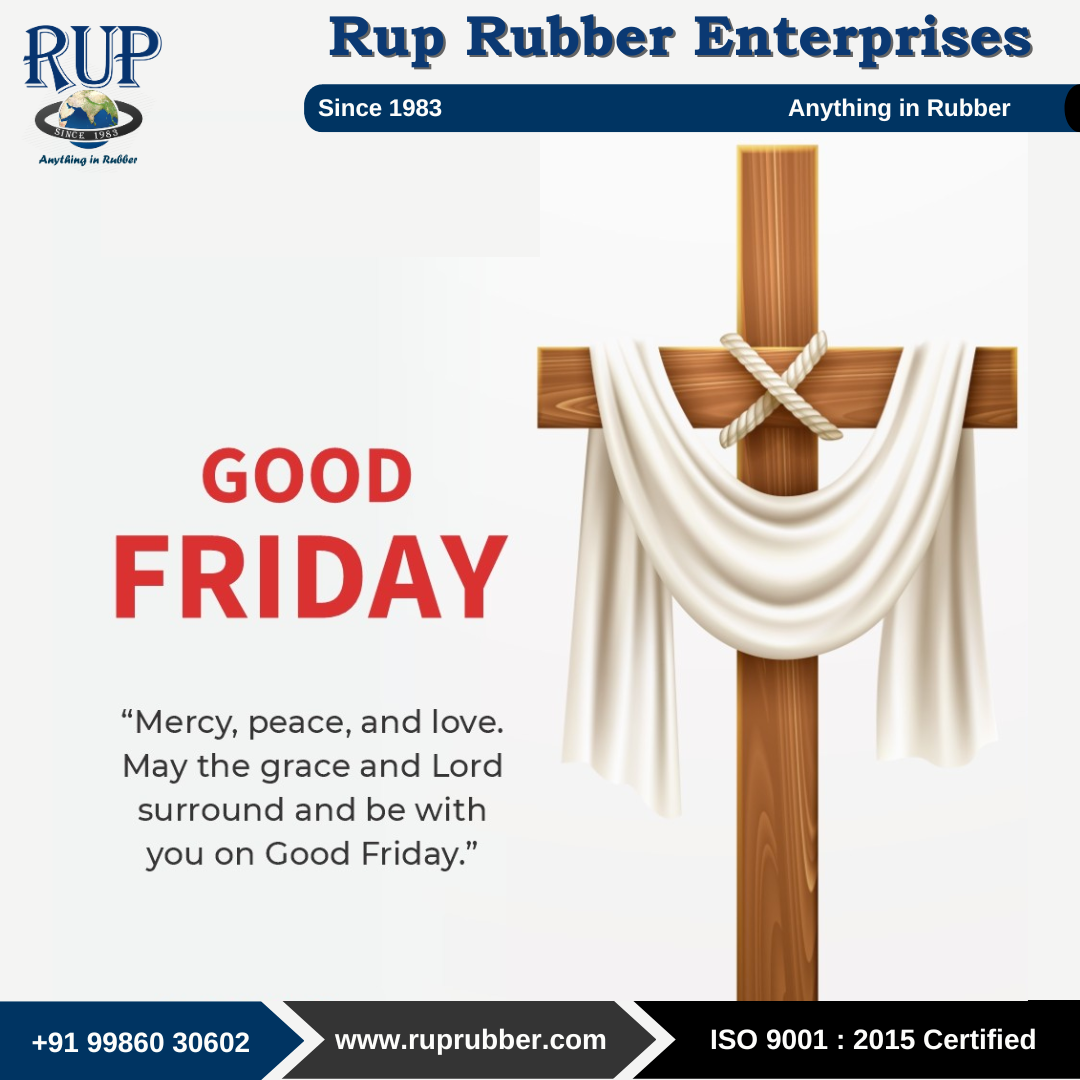 RUP
SINCE 1983
Anything in Rubber
Rup Rubber Enterprises
Since 1983
Anything in Rubber
GOOD
FRIDAY
“Mercy, peace, and love.
May the grace and Lord
surround and be with
you on Good Friday.”
+91 99860 30602
www.ruprubber.com
ISO 9001 : 2015 Certified